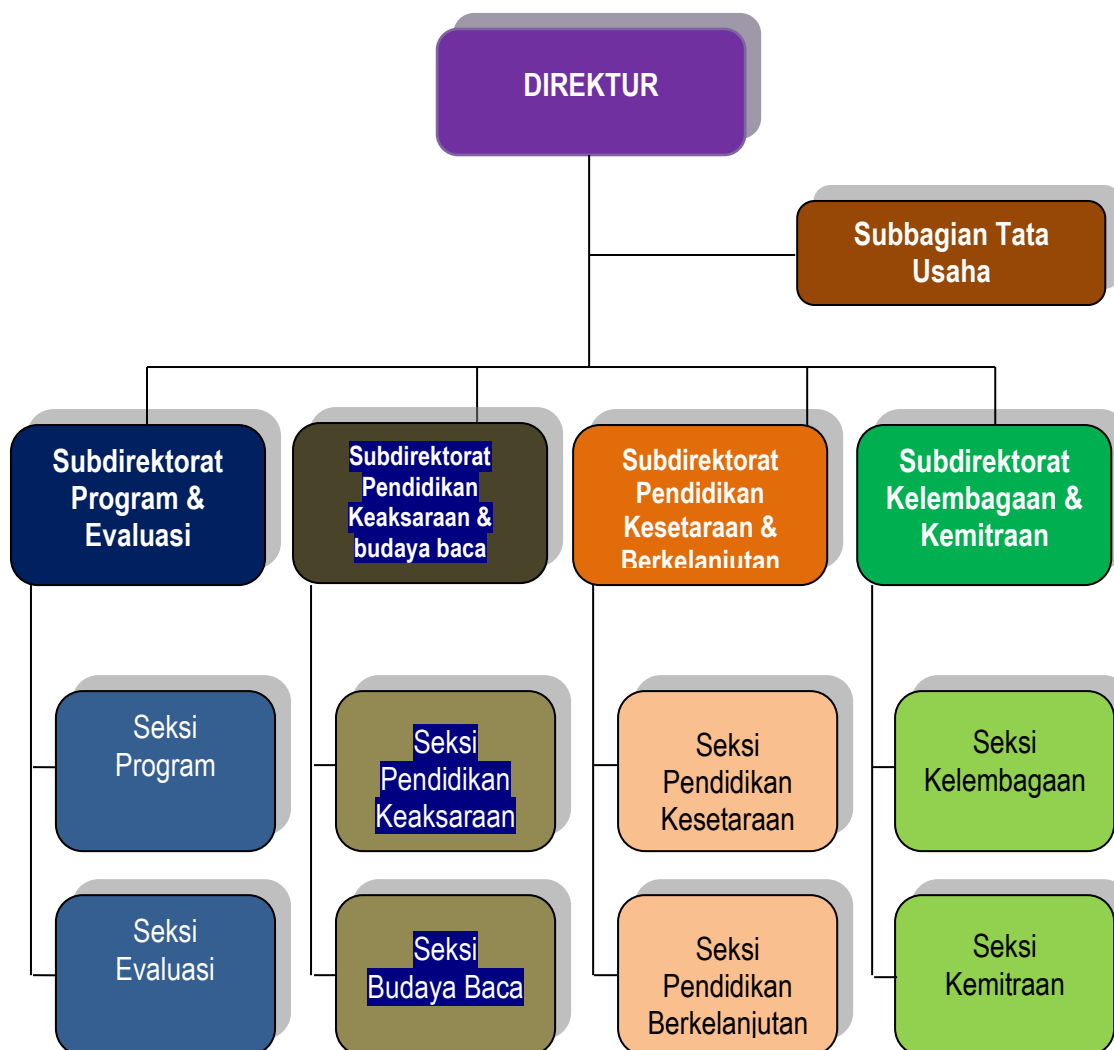 DIREKTUR
Subbagian Tata
Usaha
Subdirektorat
Program &
Evaluasi
Subdirektorat
Pendidikan
Keaksaraan &
budaya baca
Subdirektorat
Pendidikan
Kesetaraan &
Berkelanjutan
Subdirektorat
Kelembagaan &
Kemitraan
Seksi
Program
Seksi
Pendidikan
Keaksaraan
Seksi
Pendidikan
Kesetaraan
Seksi
Kelembagaan
Seksi
Evaluasi
Seksi
Budaya Baca
Seksi
Pendidikan
Berkelanjutan
Seksi
Kemitraan